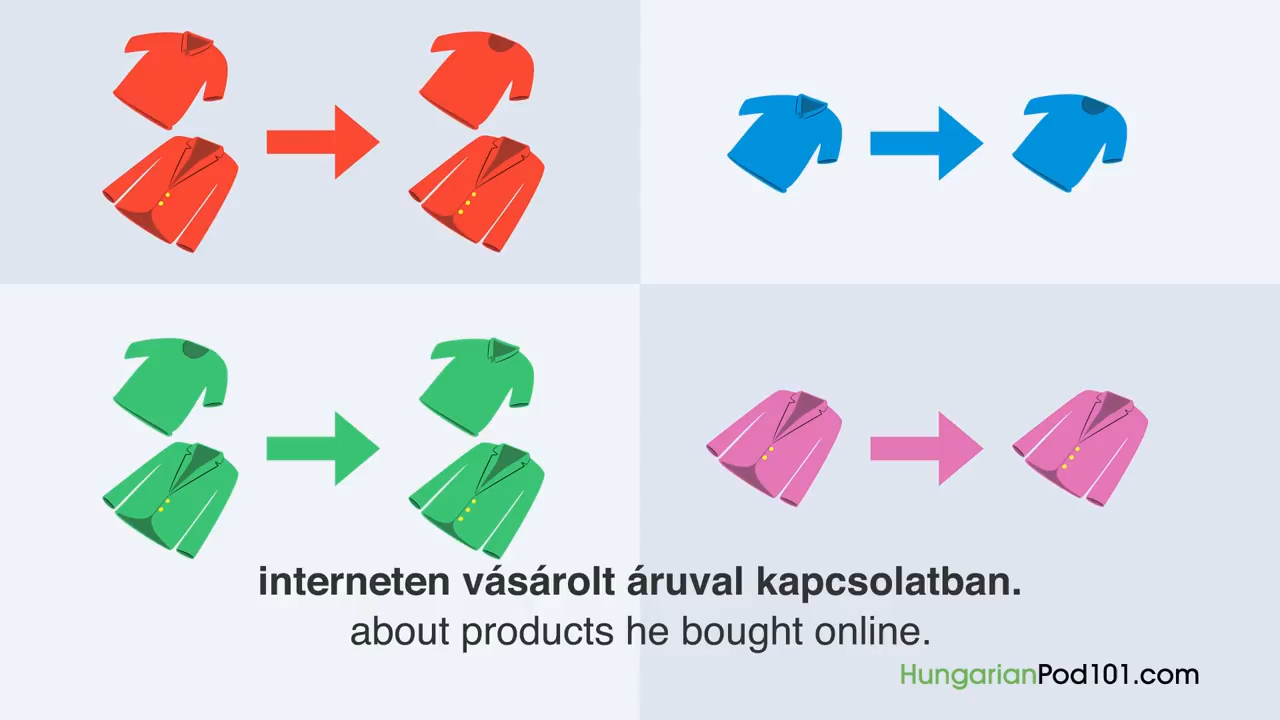 interneten vásárolt áruval kapcsolatban.
about products he bought online.
HungarianPod101.com